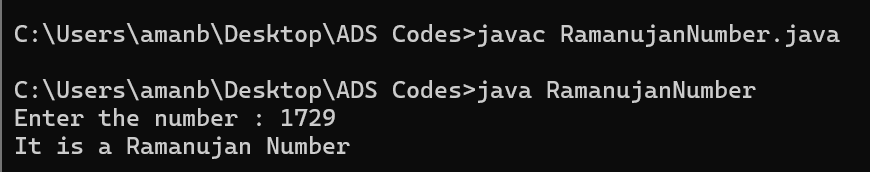 C:\Users\amanb\Desktop\ADS Codes>javac RamanujanNumber.java
C:\Users\amanb\Desktop\ADS Codes>java RamanujanNumber
Enter the number : 1729
It is a Ramanujan Number